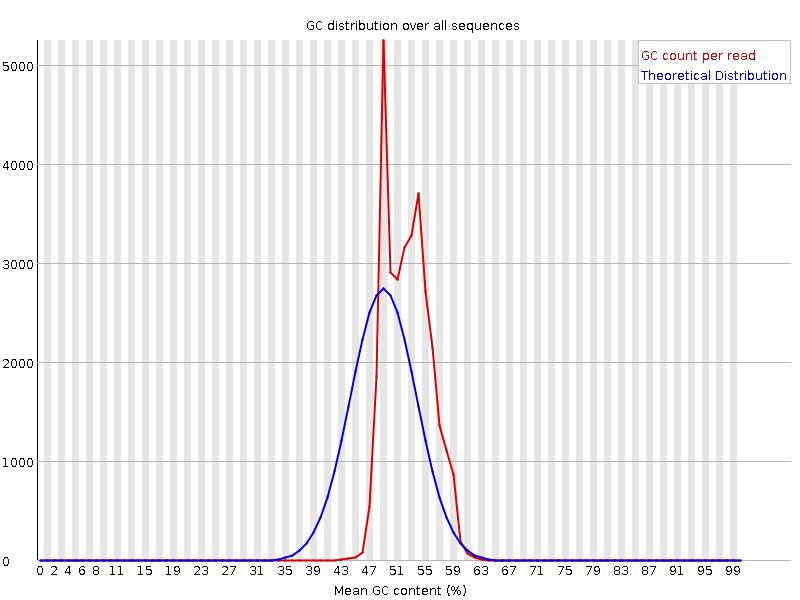 GC distribution over all sequences
GC count per read
Theoretical Distribution
5000
4000
3000
2000
1000
0
0 2 4 6 8 11 15 19 23 27 31 35 39 43 47 51 55 59 63 67 71 75 79 83 87 91 95 99
Mean GC content (%)